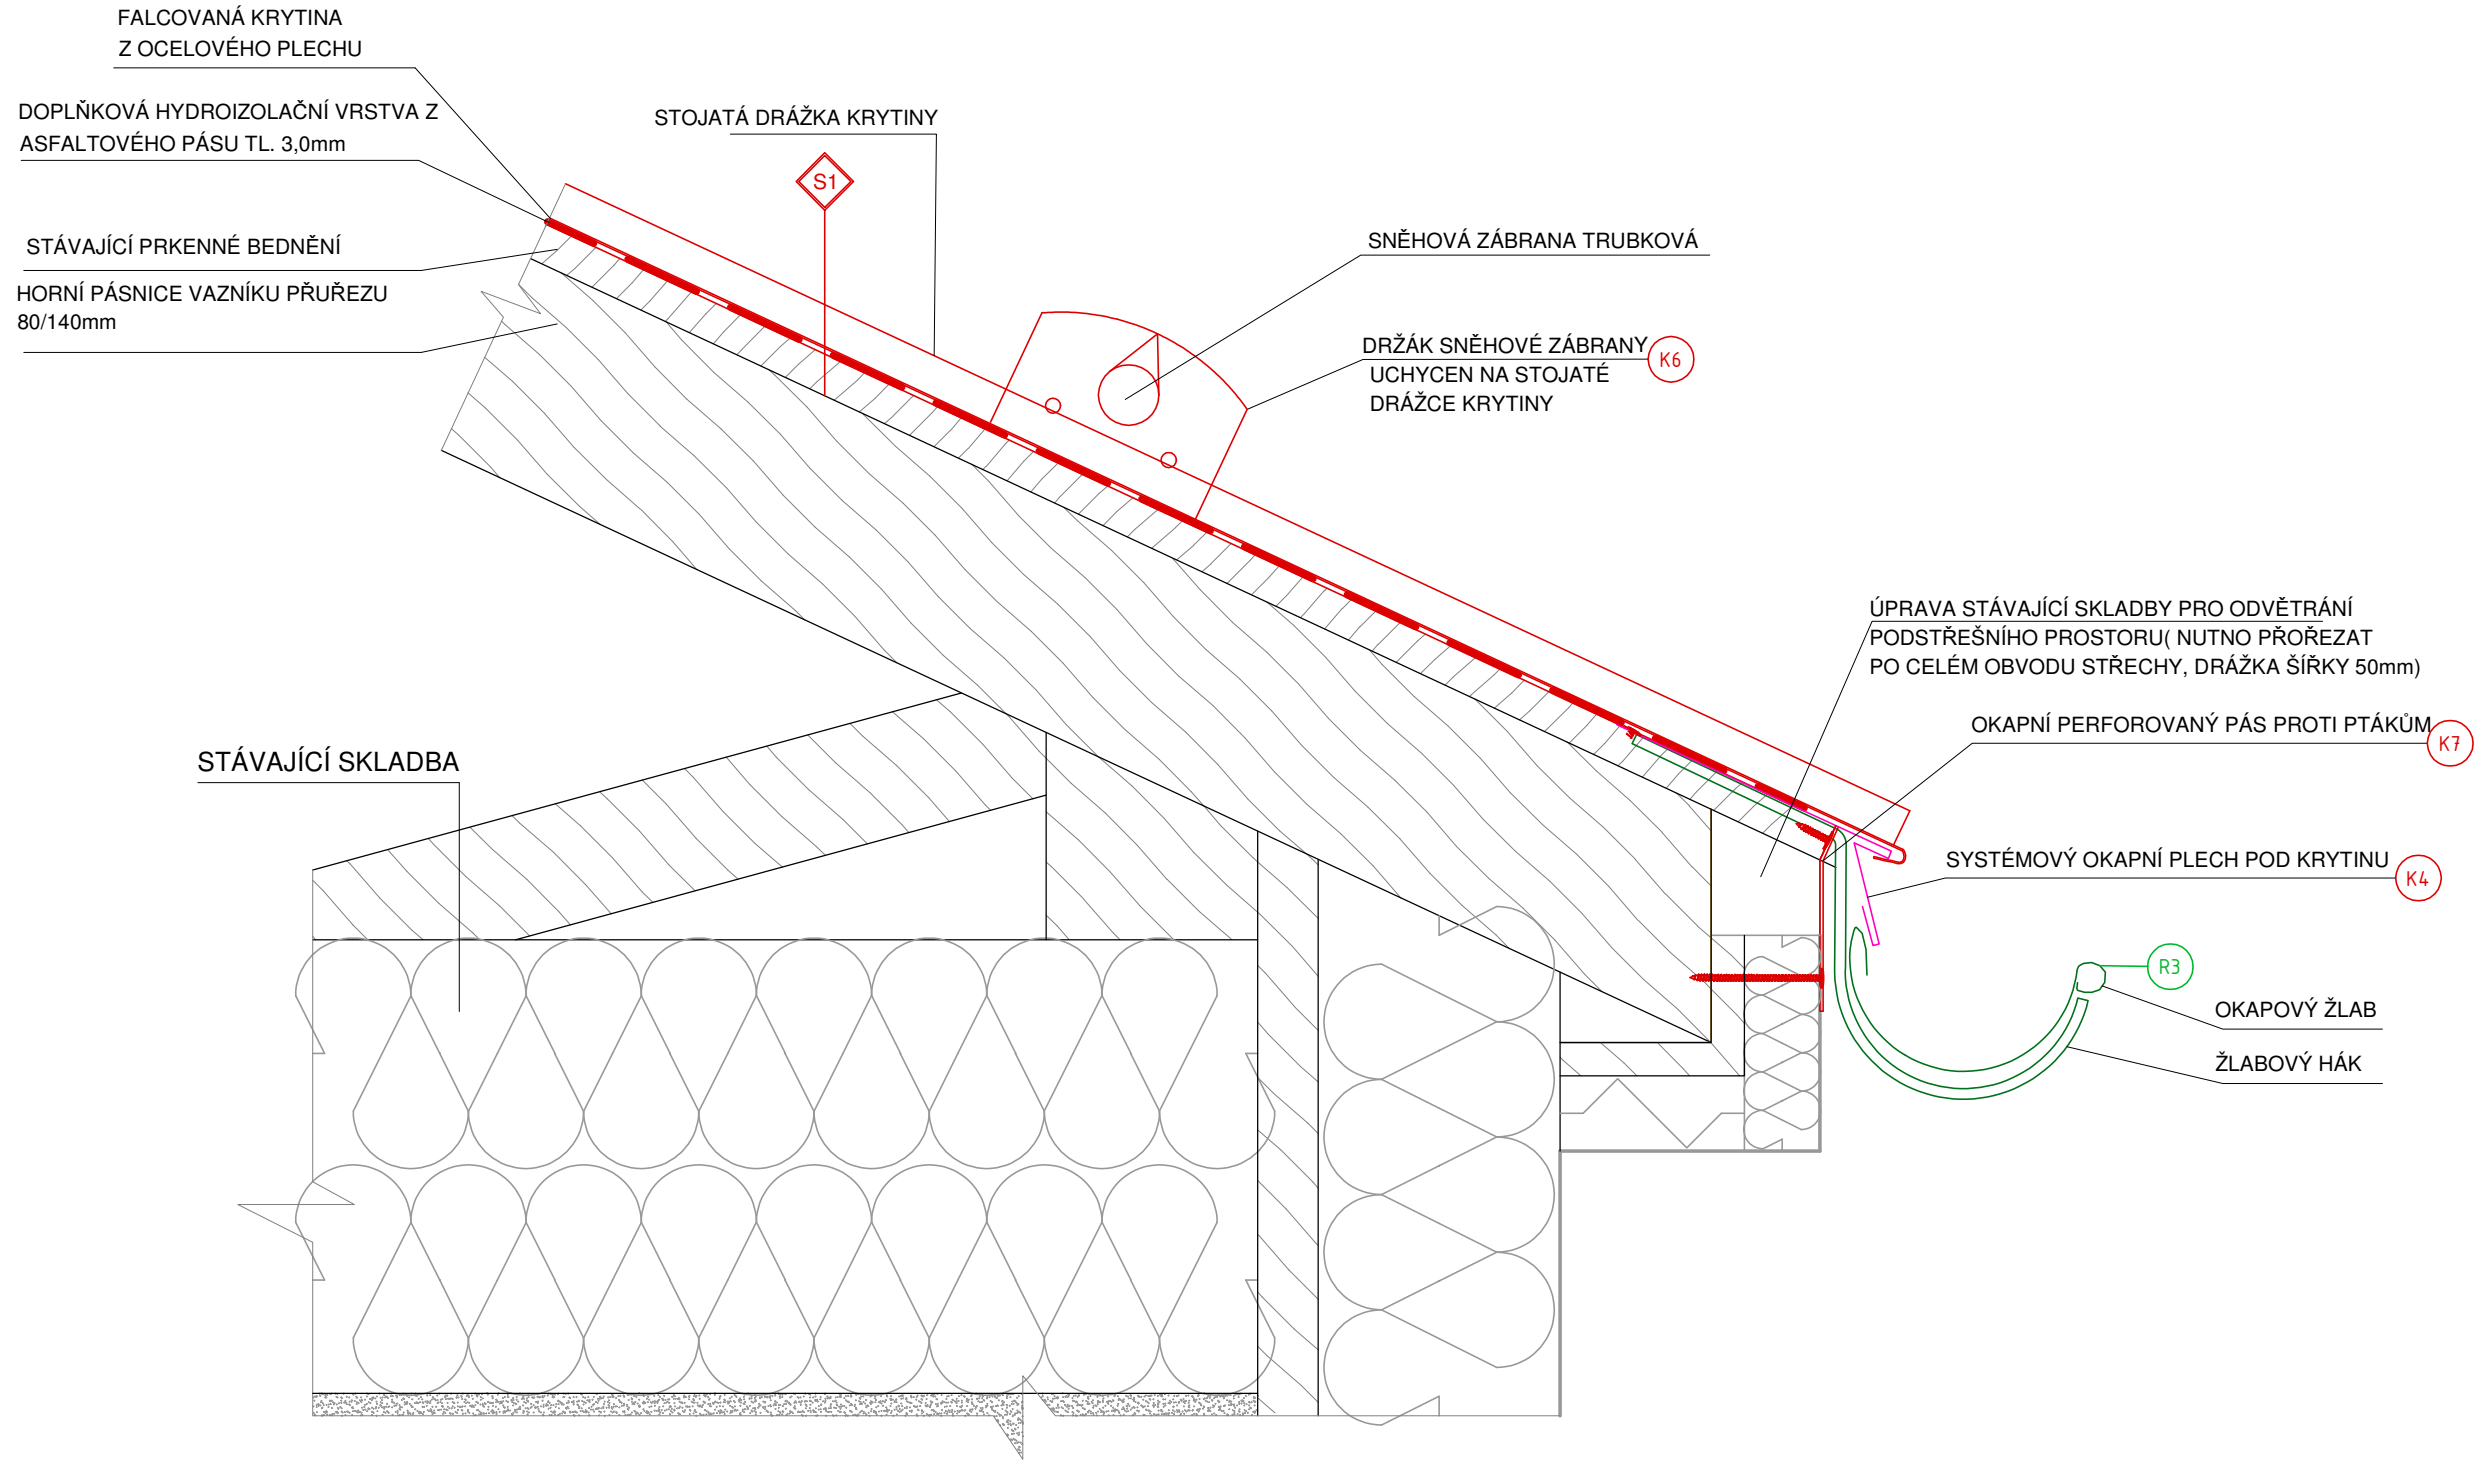 FALCOVANÁ KRYTINA
Z OCELOVÉHO PLECHU
DOPLŇKOVÁ HYDROIZOLAČNÍ VRSTVA Z
ASFALTOVÉHO PÁSU TL. 3,0mm
STÁVAJÍCÍ PRKENNÉ BEDNĚNÍ
HORNÍ PÁSNICE VAZNÍKU PŘUŘEZU
80/140mm
STOJATÁ DRÁŽKA KRYTINY
S1
SNĚHOVÁ ZÁBRANA TRUBKOVÁ
DRŽÁK SNĚHOVÉ ZÁBRANY K6
UCHYCEN NA STOJATÉ
DRÁŽCE KRYTINY
ÚPRAVA STÁVAJÍCÍ SKLADBY PRO ODVĚTRÁNÍ
PODSTŘEŠNÍHO PROSTORU( NUTNO PŘOŘEZAT
PO CELÉM OBVODU STŘECHY, DRÁŽKA ŠÍŘKY 50mm)
OKAPNÍ PERFOROVANÝ PÁS PROTI PTÁKŮM K7
STÁVAJÍCÍ SKLADBA
SYSTÉMOVÝ OKAPNÍ PLECH POD KRYTINU K4
R3
OKAPOVÝ ŽLAB
ŽLABOVÝ HÁK